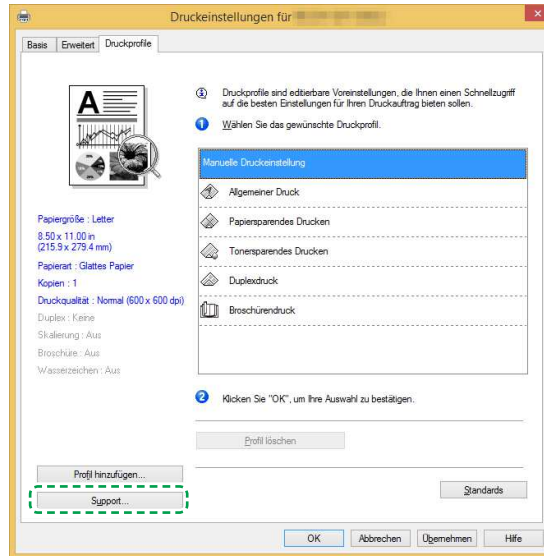 Druckeinstellungen für
Basis
Erweitert
Druckprofile
Druckprofile sind editierbare Voreinstellungen, die Ihnen einen Schnellzugriff
auf die besten Einstellungen für Ihren Druckauftrag bieten sollen.
1 Wählen Sie das gewünschte Druckprofil.
Manuelle Druckeinstellung
Allgemeiner Druck
Papiersparendes Drucken
Tonersparendes Drucken
Duplexdruck
Broschürendruck
A
Papiergröße : Letter
8.50 x 11.00 in
(215.9 x 279.4 mm)
Papierart : Glattes Papier
Kopien : 1
Druckqualität : Normal (600 x 600 dpi)
Duplex : Keine
Skalierung : Aus
Broschüre : Aus
Wasserzeichen : Aus
2 Klicken Sie "OK", um Ihre Auswahl zu bestätigen.
Profil löschen
Profil hinzufügen...
Support...
Standards
OK
Abbrechen
Übernehmen
Hilfe